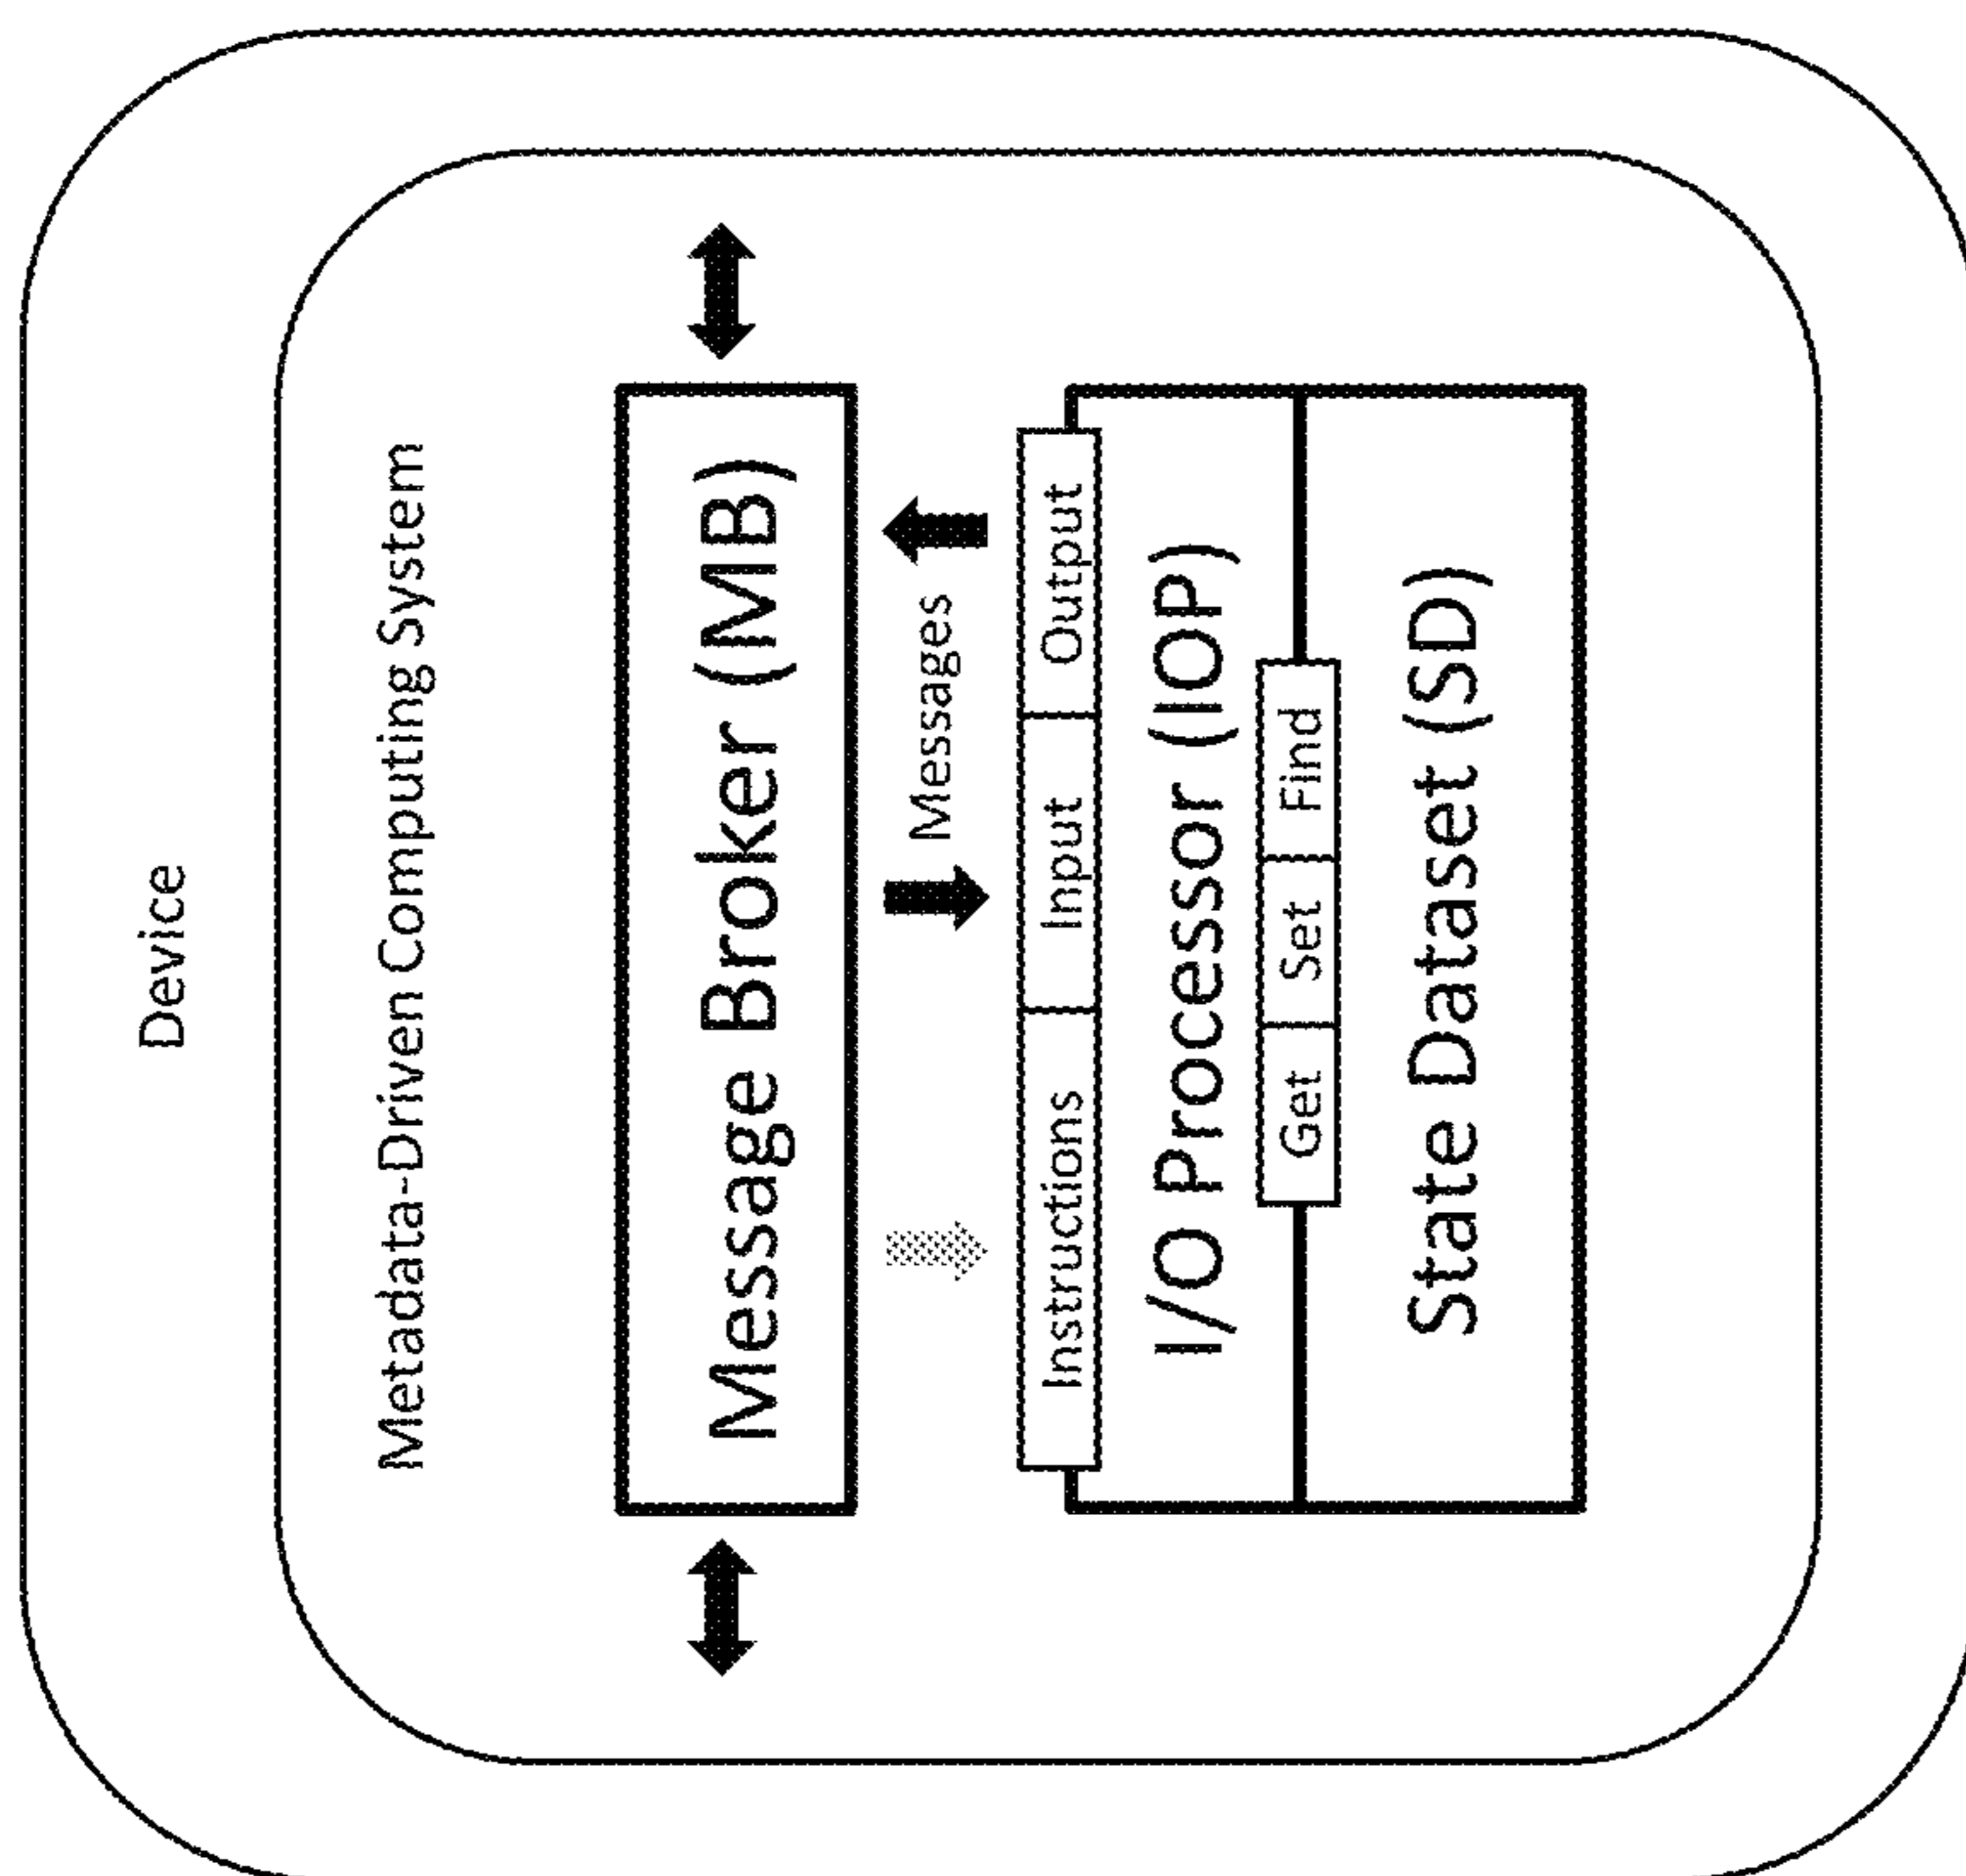 Device
Metadata-Driven Computing System
Message Broker (MB)
Messages
Instructions Input Output
I/O Processor (IOP)
Get Set Find
State Dataset (SD)